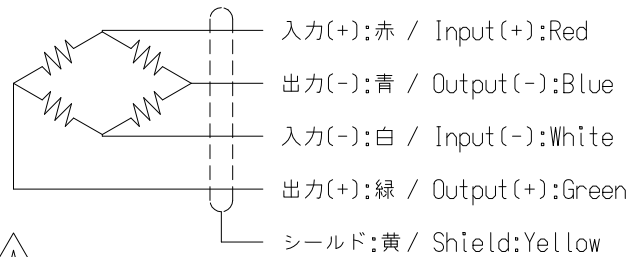 入力(+):赤 / Input(+):Red
出力(-):青 / Output(-):Blue
入力(-):白 / Input(-):White
出力(+):緑 / Output(+):Green
シールド:黄 / Shield:Yellow